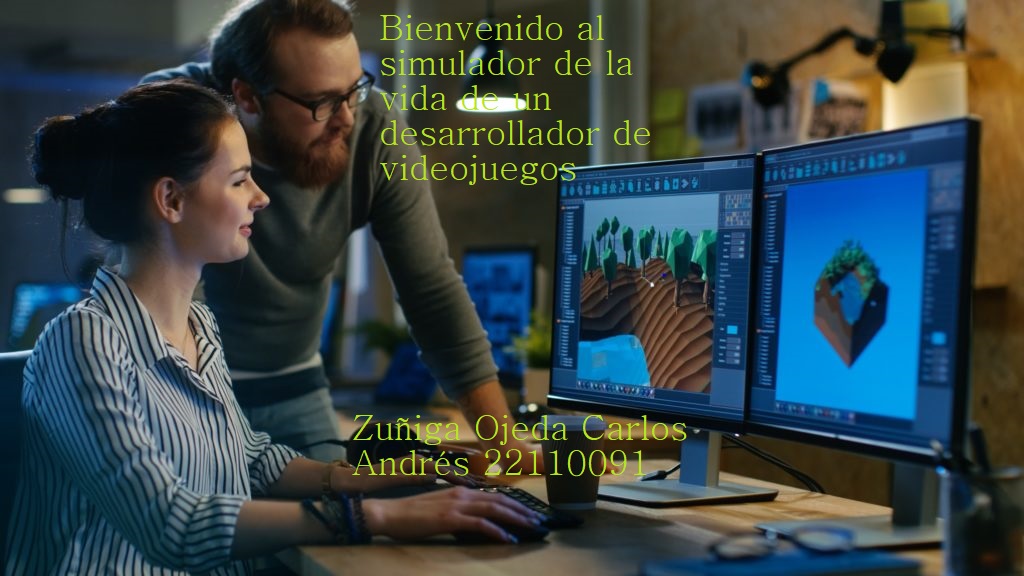 Bienvenido al
simulador de la
vida de un
desarrollador de
videojuegos
Zuñiga Ojeda Carlos
Andrés 22110091